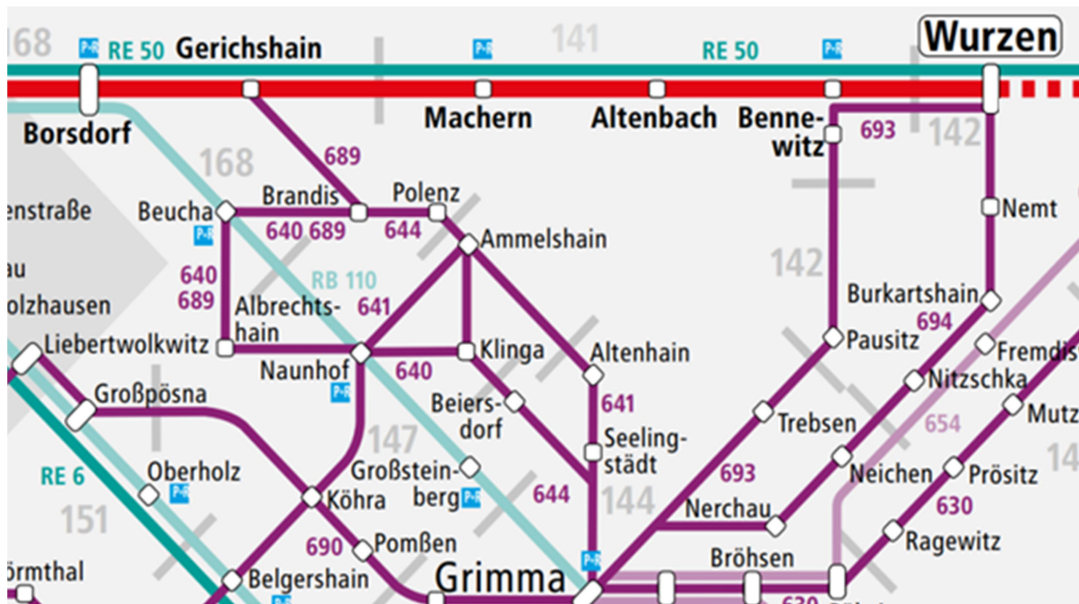 168
P+R
RE 50
Gerichshain
P+R
141
RE 50
P+R
Wurzen
Borsdorf
Machern
Altenbach
Benne-
witz
693
142
168
689
Brandis
Polenz
enstraße
Beucha
P+R
640 689
644
Ammelshain
Nemt
au
640
689
RB 110
142
olzhausen
Albrechts-
hain
641
Burkartshain
694
Liebertwolkwitz
Naunhof
P+R
640
Klinga
Altenhain
Pausitz
Fremdis
Großpösna
Beiers-
dorf
641
Nitzschka
Mutz
Trebsen
654
147
Seeling-
städt
RE 6
Oberholz
P+R
Großstein-
berg
P+R
693
Neichen
Prösitz
14
644
144
151
Köhra
Nerchau
630
Ragewitz
690
Pomßen
P+R
Bröhsen
örmthal
Belgershain
Grimma
630